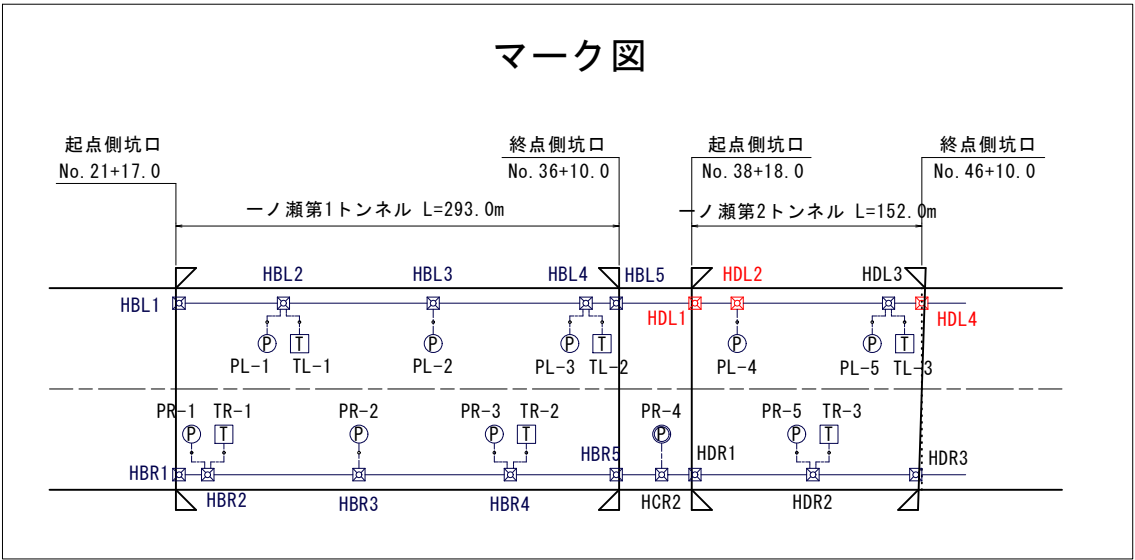 マーク図
起点側坑口
No.21+17.0
終点側坑口
No.36+10.0
起点側坑口
No.38+18.0
終点側坑口
No.46+10.0
一ノ瀬第1トンネル L=293.0m
一ノ瀬第2トンネル L=152.0m
HBL1
HBL2
HBL3
HBL4
HBL5
HDL1
HDL2
HDL3
HDL4
P
T
P
P
T
P
P
T
PL-1
TL-1
PL-2
PL-3
TL-2
PL-4
PL-5
TL-3
PR-1
TR-1
PR-2
PR-3
TR-2
PR-4
PR-5
TR-3
P
T
P
P
T
P
P
T
HBR1
HBR2
HBR3
HBR4
HBR5
HCR2
HDR1
HDR2
HDR3